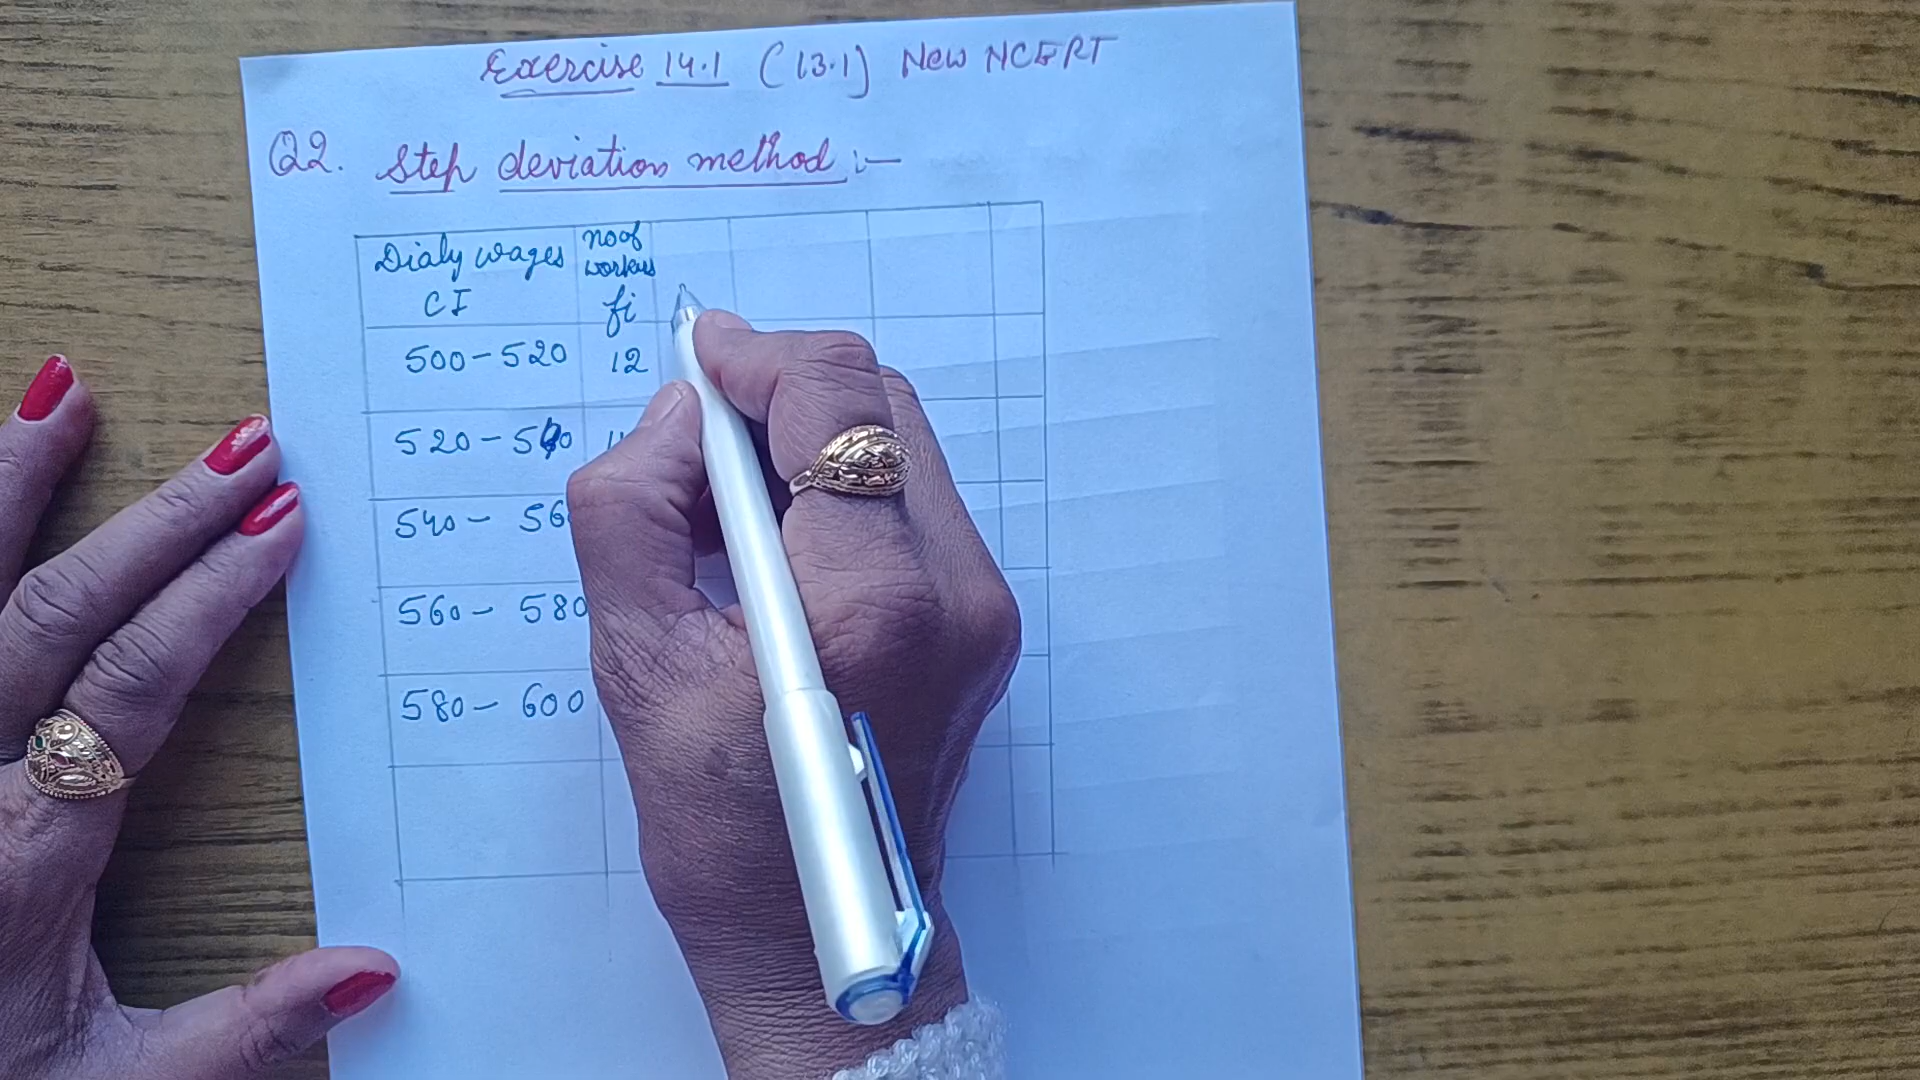 Exercise 14.1 (13.1) New NCERT
Q2. Step deviation method :-
Dialy wages CI
no of workers fi
500-520 12
520-540
540-
560-580
580-600